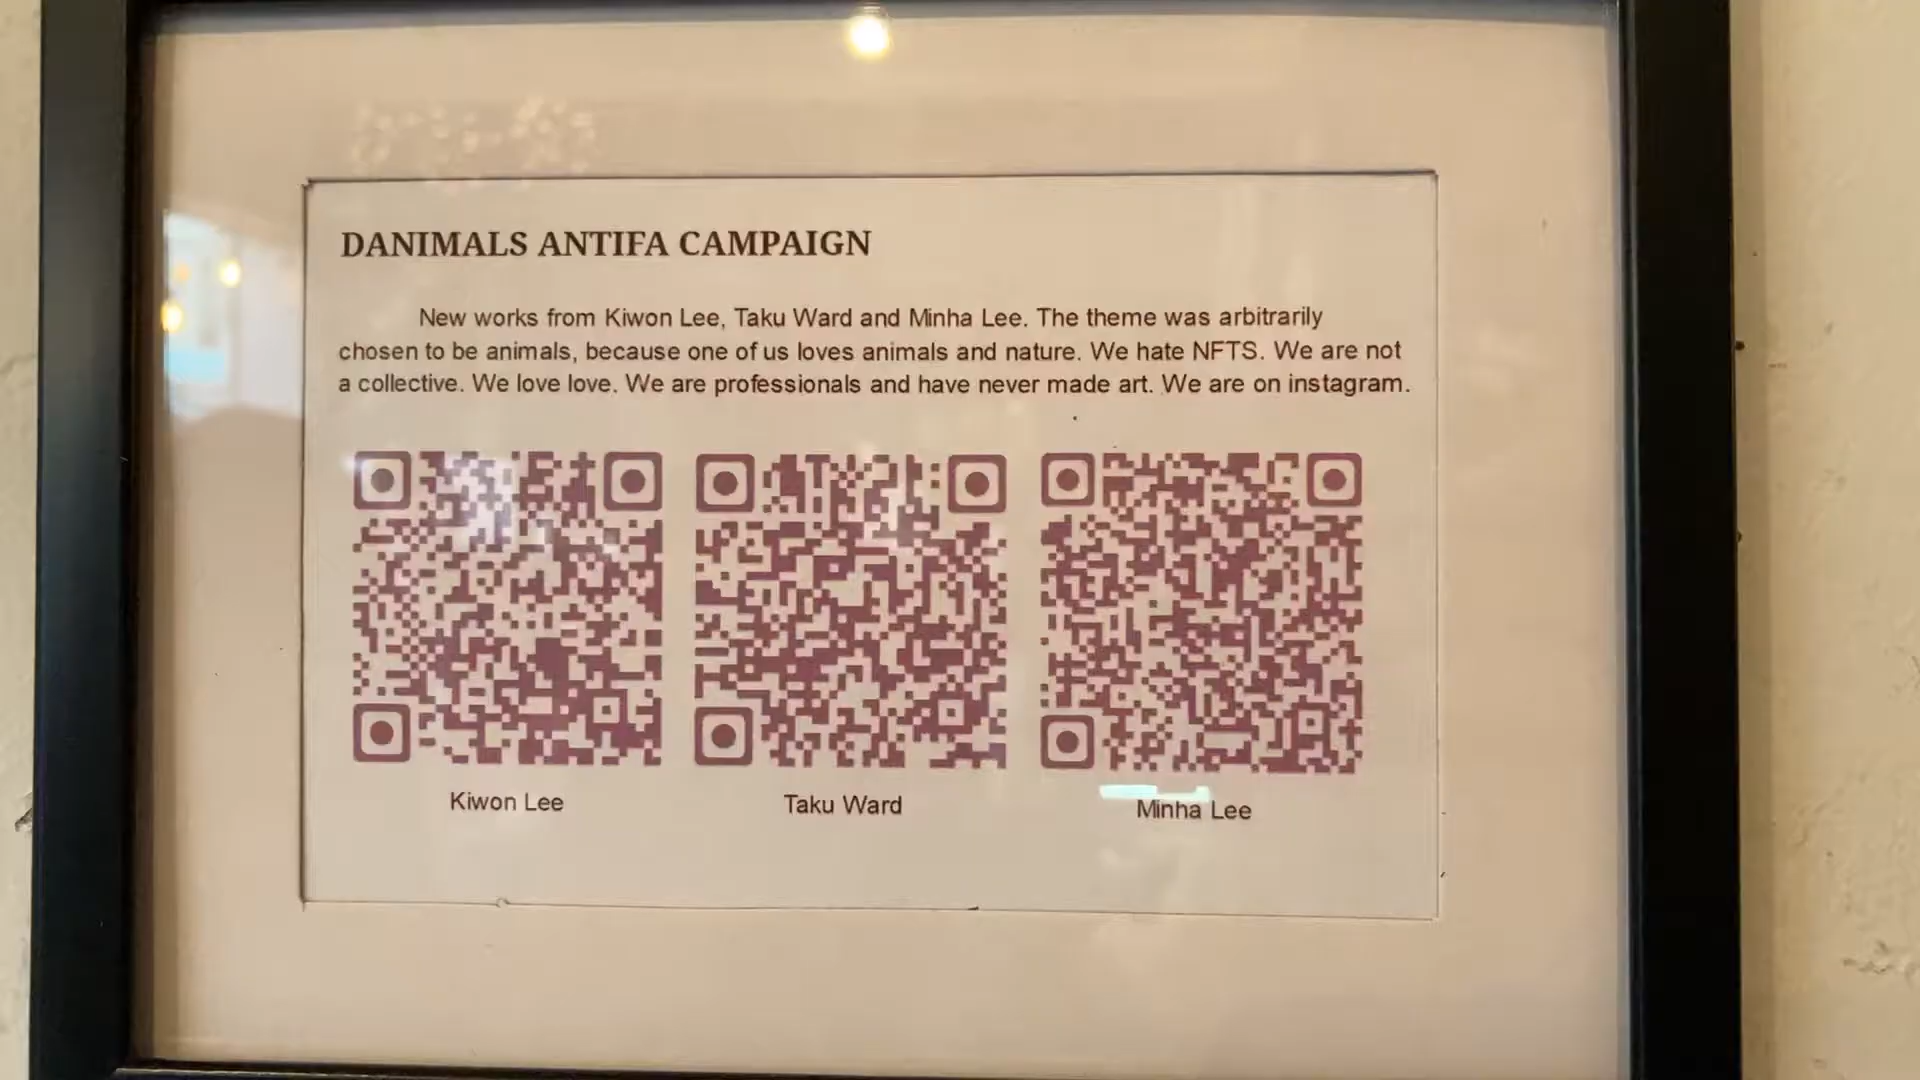 DANIMALS ANTIFA CAMPAIGN
New works from Kiwon Lee, Taku Ward and Minha Lee. The theme was arbitrarily
chosen to be animals, because one of us loves animals and nature. We hate NFTS. We are not
a collective. We love love. We are professionals and have never made art. We are on instagram.
Kiwon Lee
Taku Ward
Minha Lee